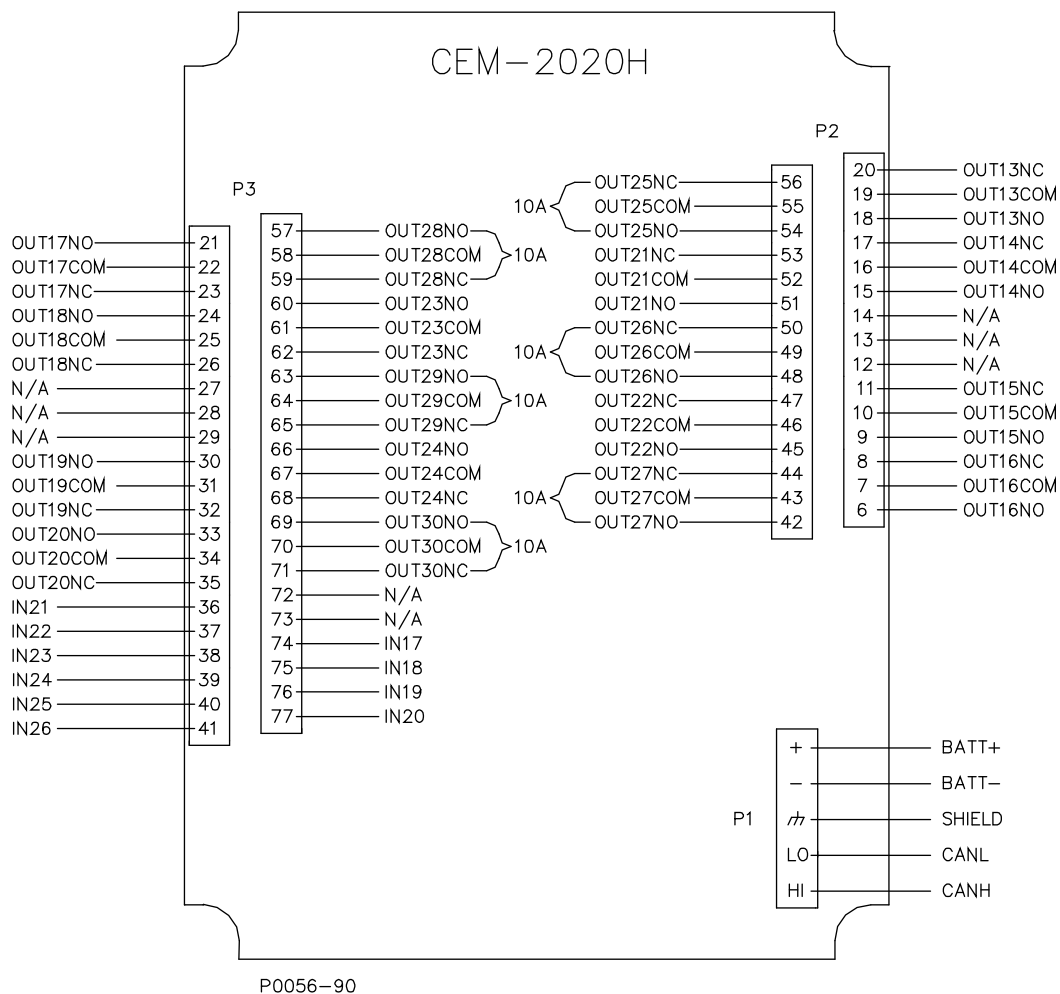 CEM-2020H
P2
P3
OUT17NO 21
OUT17COM 22
OUT17NC 23
OUT18NO 24
OUT18COM 25
OUT18NC 26
N/A 27
N/A 28
N/A 29
OUT19NO 30
OUT19COM 31
OUT19NC 32
OUT20NO 33
OUT20COM 34
OUT20NC 35
IN21 36
IN22 37
IN23 38
IN24 39
IN25 40
IN26 41
57 OUT28NO
58 OUT28COM 10A
59 OUT28NC
60 OUT23NO
61 OUT23COM
62 OUT23NC
63 OUT29NO
64 OUT29COM 10A
65 OUT29NC
66 OUT24NO
67 OUT24COM
68 OUT24NC
69 OUT30NO
70 OUT30COM 10A
71 OUT30NC
72 N/A
73 N/A
74 IN17
75 IN18
76 IN19
77 IN20
OUT25NC 56
10A OUT25COM 55
OUT25NO 54
OUT21NC 53
OUT21COM 52
OUT21NO 51
OUT26NC 50
10A OUT26COM 49
OUT26NO 48
OUT22NC 47
OUT22COM 46
OUT22NO 45
OUT27NC 44
10A OUT27COM 43
OUT27NO 42
20 OUT13NC
19 OUT13COM
18 OUT13NO
17 OUT14NC
16 OUT14COM
15 OUT14NO
14 N/A
13 N/A
12 N/A
11 OUT15NC
10 OUT15COM
9 OUT15NO
8 OUT16NC
7 OUT16COM
6 OUT16NO
P1
+ BATT+
− BATT−
SHIELD
LO CANL
HI CANH
P0056-90